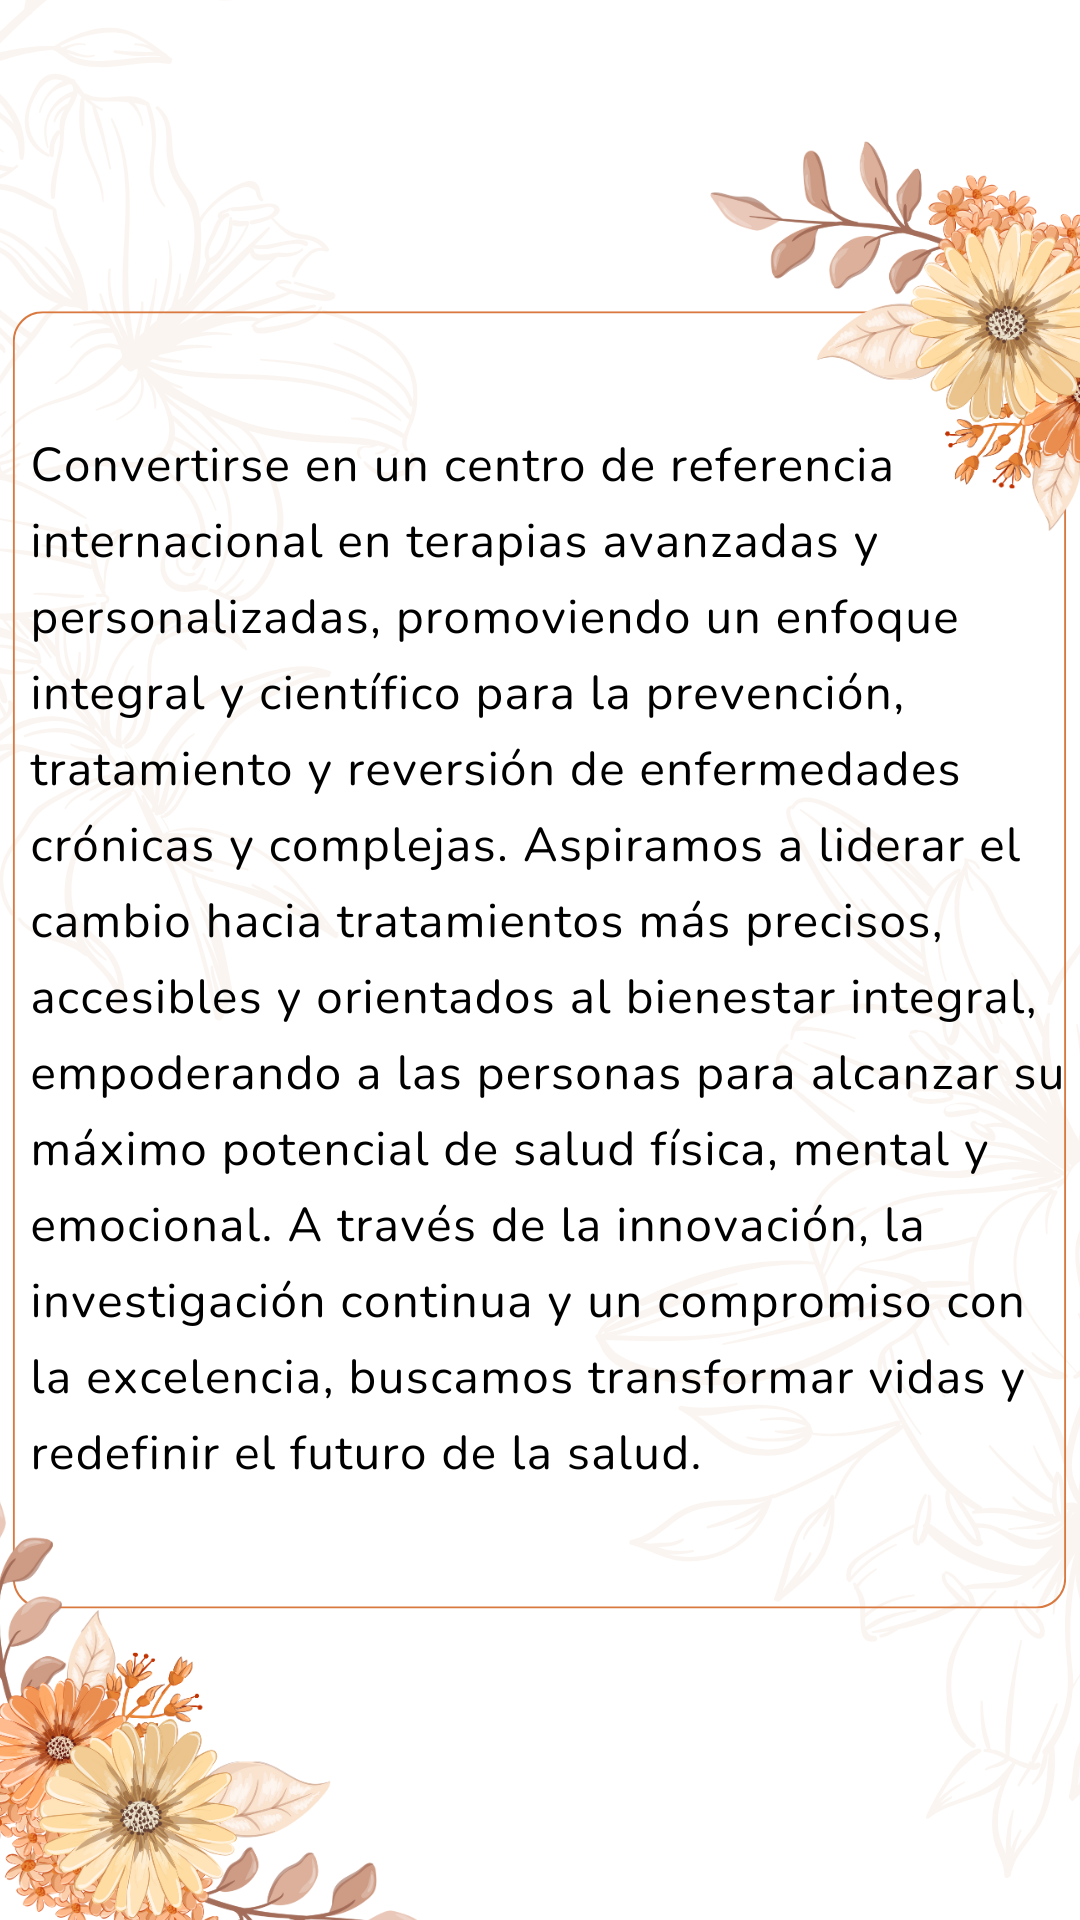 Convertirse en un centro de referencia
internacional en terapias avanzadas y
personalizadas, promoviendo un enfoque
integral y científico para la prevención,
tratamiento y reversión de enfermedades
crónicas y complejas. Aspiramos a liderar el
cambio hacia tratamientos más precisos,
accesibles y orientados al bienestar integral,
empoderando a las personas para alcanzar su
máximo potencial de salud física, mental y
emocional. A través de la innovación, la
investigación continua y un compromiso con
la excelencia, buscamos transformar vidas y
redefinir el futuro de la salud.